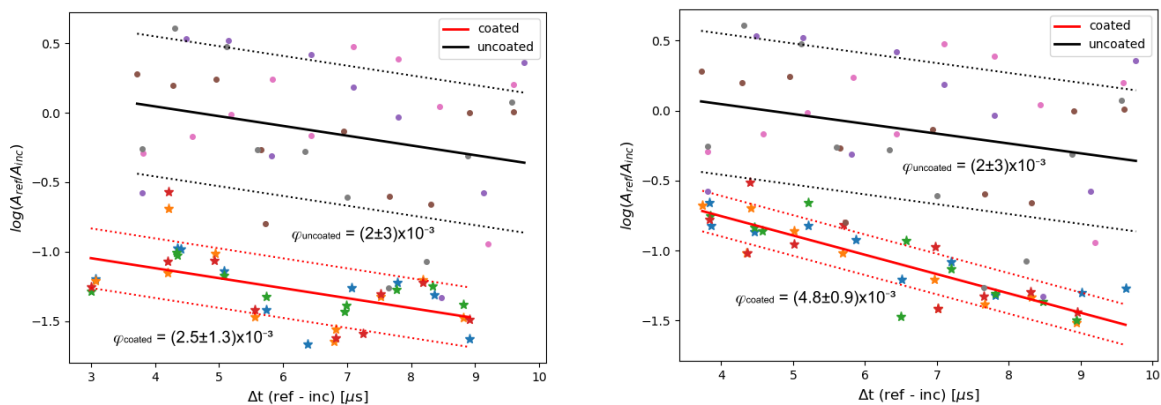 coated
uncoated
0.5
0.0
−0.5
−1.0
−1.5
log(A_ref/A_inc)
φ_uncoated = (2±3)x10⁻³
φ_coated = (2.5±1.3)x10⁻³
3 4 5 6 7 8 9 10
Δt (ref - inc) [μs]
coated
uncoated
0.5
0.0
−0.5
−1.0
−1.5
log(A_ref/A_inc)
φ_uncoated = (2±3)x10⁻³
φ_coated = (4.8±0.9)x10⁻³
4 5 6 7 8 9 10
Δt (ref - inc) [μs]